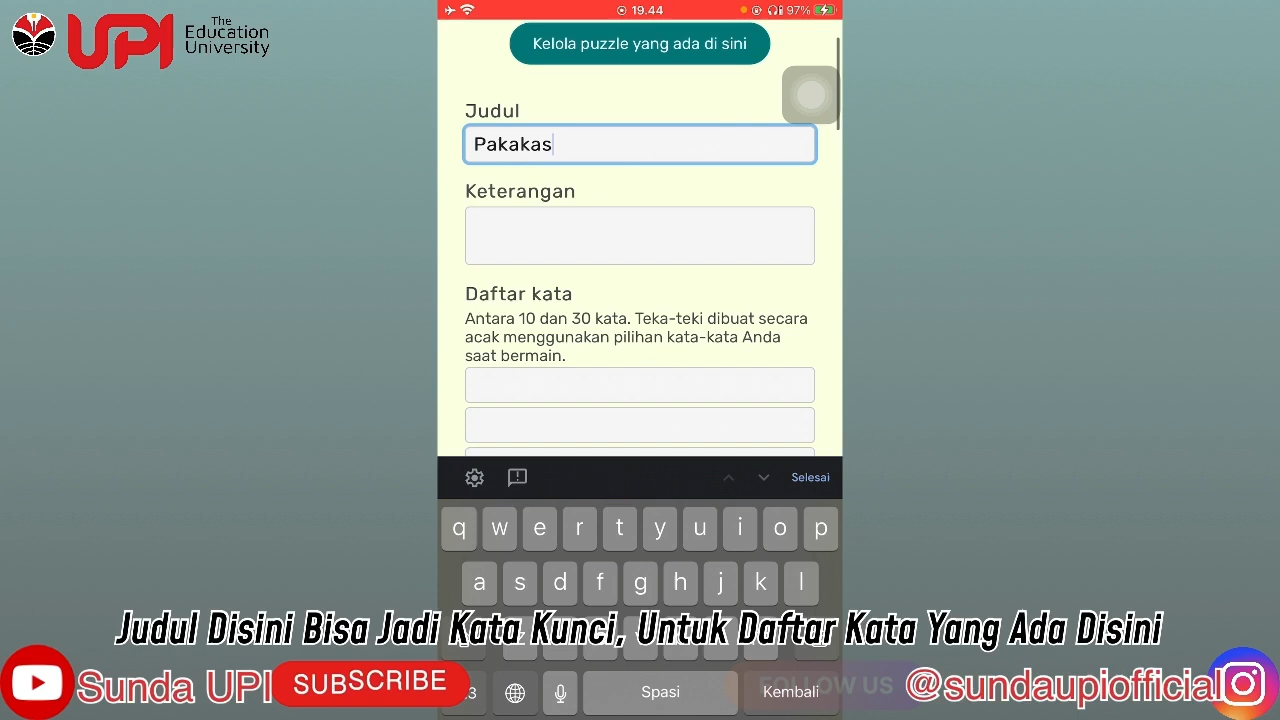 UPI The
Education
University
19.44
97%
Kelola puzzle yang ada di sini
Judul
Pakakas
Keterangan
Daftar kata
Antara 10 dan 30 kata. Teka-teki dibuat secara
acak menggunakan pilihan kata-kata Anda
saat bermain.
Selesai
q w e r t y u i o p
a s d f g h j k l
Judul Disini Bisa Jadi Kata Kunci, Untuk Daftar Kata Yang Ada Disini
Sunda UPI SUBSCRIBE
Spasi
Kembali
FOLLOW US @sundaupiofficial